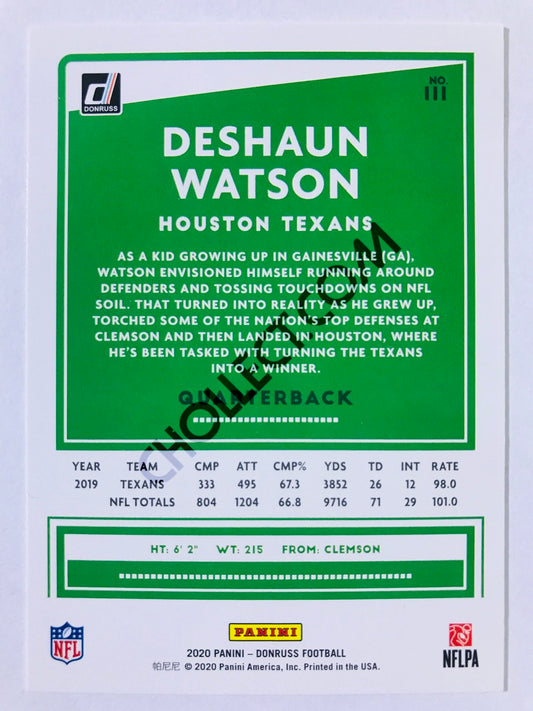 DONRUSS
NO.
111
DESHAUN
WATSON
HOUSTON TEXANS
AS A KID GROWING UP IN GAINESVILLE (GA),
WATSON ENVISIONED HIMSELF RUNNING AROUND
DEFENDERS AND TOSSING TOUCHDOWNS ON NFL
SOIL. THAT TURNED INTO REALITY AS HE GREW UP,
TORCHED SOME OF THE NATION'S TOP DEFENSES AT
CLEMSON AND THEN LANDED IN HOUSTON, WHERE
HE'S BEEN TASKED WITH TURNING THE TEXANS
INTO A WINNER.
QUARTERBACK
CHOLLECT.COM
YEAR TEAM CMP ATT CMP% YDS TD INT RATE
2019 TEXANS 333 495 67.3 3852 26 12 98.0
NFL TOTALS 804 1204 66.8 9716 71 29 101.0
HT: 6' 2" WT: 215 FROM: CLEMSON
NFL
PANINI
NFLPA
2020 PANINI – DONRUSS FOOTBALL
帕尼尼 © 2020 Panini America, Inc. Printed in the USA.